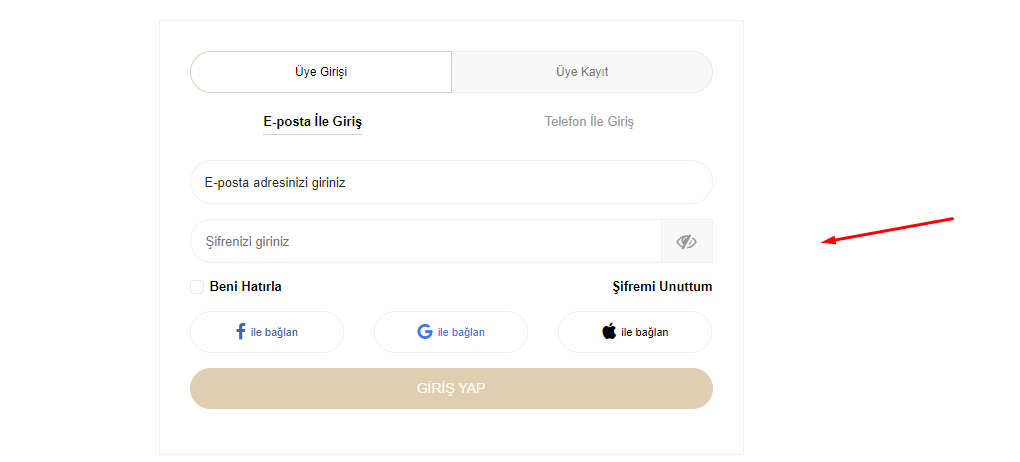 Üye Girişi Üye Kayıt
E-posta İle Giriş Telefon İle Giriş
E-posta adresinizi giriniz
Şifrenizi giriniz
Beni Hatırla Şifremi Unuttum
ile bağlan ile bağlan ile bağlan
GİRİŞ YAP